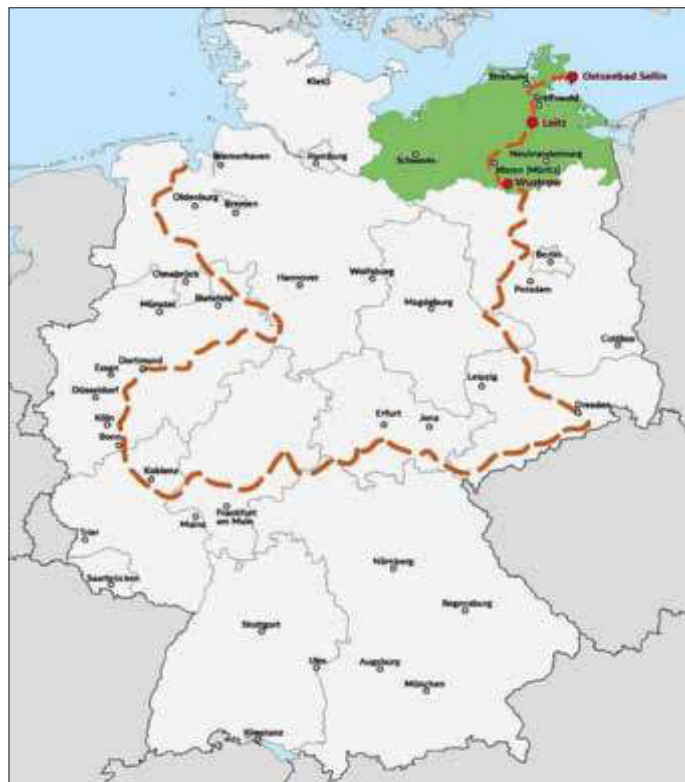 Kiel
Stralsund
Ostseebad Sellin
Greifswald
Loitz
Schwerin
Neubrandenburg
Waren (Müritz)
Wustrow
Bremerhaven
Hamburg
Oldenburg
Bremen
Berlin
Potsdam
Osnabrück
Hannover
Wolfsburg
Münster
Bielefeld
Magdeburg
Cottbus
Essen
Dortmund
Düsseldorf
Leipzig
Köln
Bonn
Erfurt
Jena
Dresden
Koblenz
Mainz
Frankfurt
am Main
Trier
Saarbrücken
Nürnberg
Regensburg
Stuttgart
Ulm
Augsburg
München
Konstanz